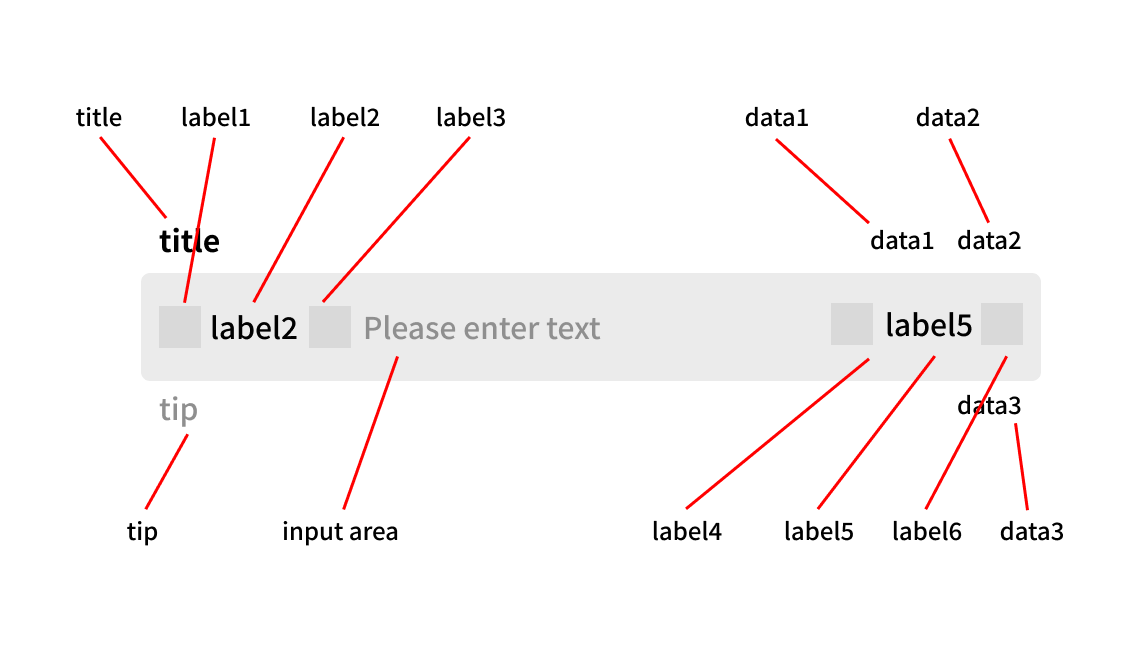 title label1 label2 label3 data1 data2
title data1 data2
label2 Please enter text label5
tip data3
tip input area label4 label5 label6 data3